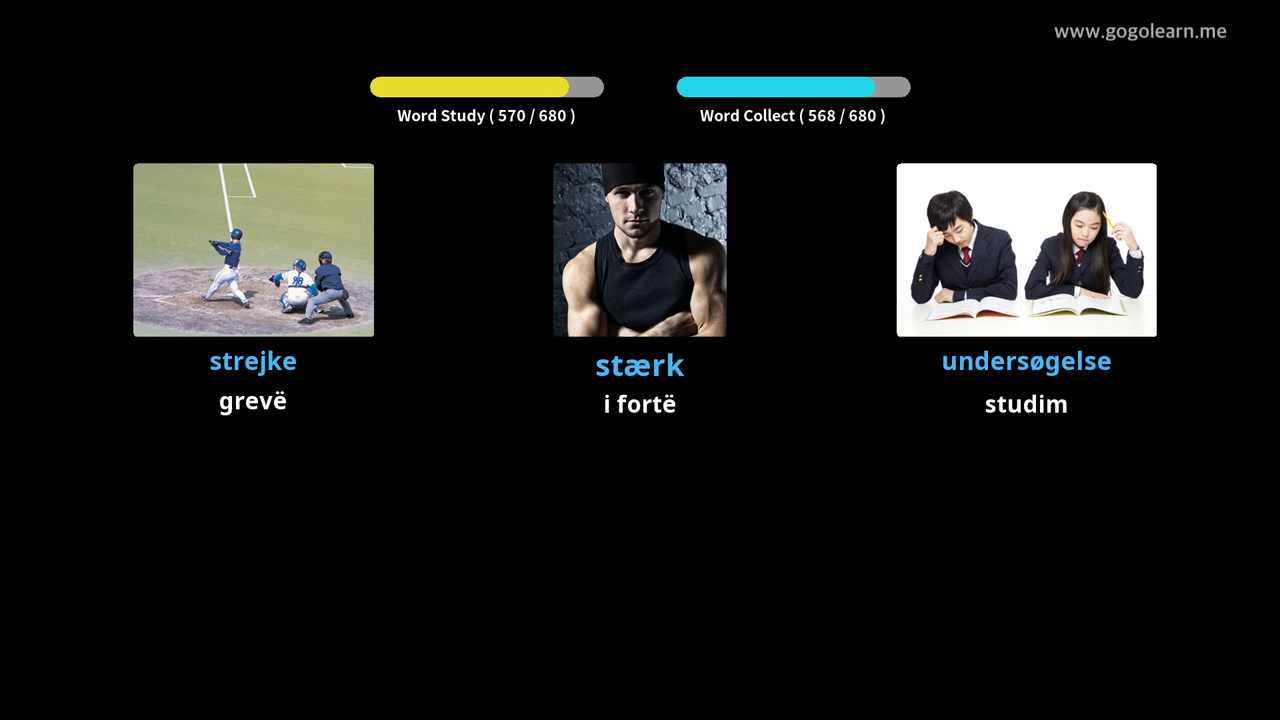 www.gogolearn.me
Word Study ( 570 / 680 )
Word Collect ( 568 / 680 )
strejke
grevë
stærk
i fortë
undersøgelse
studim